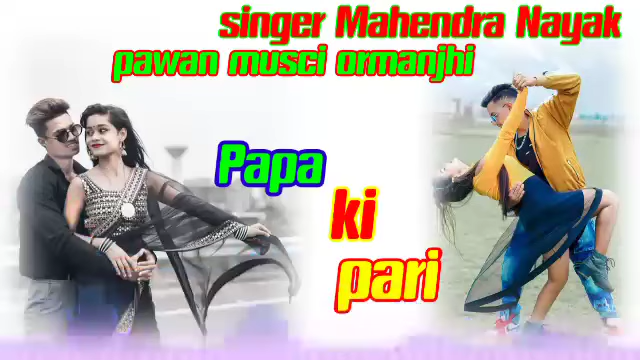 singer Mahendra Nayak
pawan musci ormanjhi
Papa
ki
pari